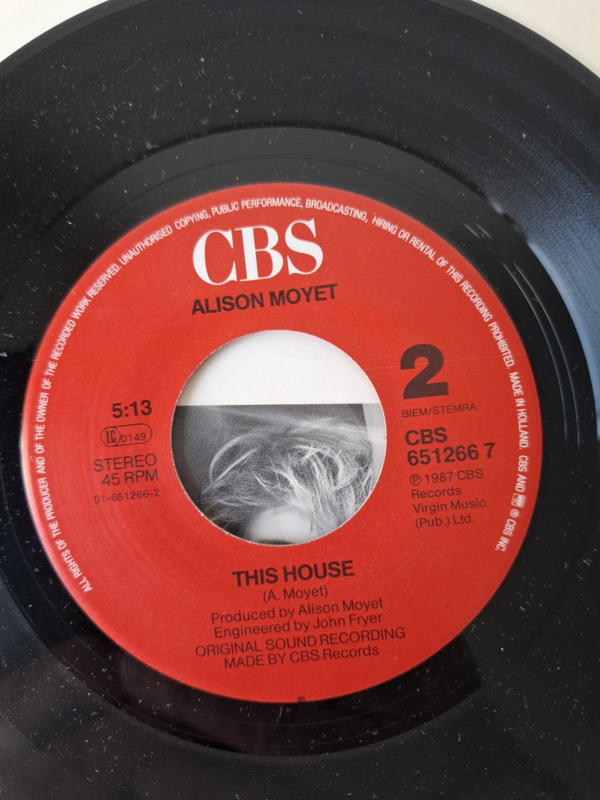 ALL RIGHTS OF THE PRODUCER AND OF THE OWNER OF THE RECORDED WORK RESERVED. UNAUTHORISED COPYING, PUBLIC PERFORMANCE, BROADCASTING, HIRING OR RENTAL OF THIS RECORDING PROHIBITED. MADE IN HOLLAND. CBS AND ® CBS INC.
CBS
ALISON MOYET
2
BIEM/STEMRA
5:13
LC 0149
STEREO
45 RPM
01-651266-2
CBS
651266 7
℗ 1987 CBS
Records
Virgin Music
(Pub.) Ltd.
THIS HOUSE
(A. Moyet)
Produced by Alison Moyet
Engineered by John Fryer
ORIGINAL SOUND RECORDING
MADE BY CBS Records